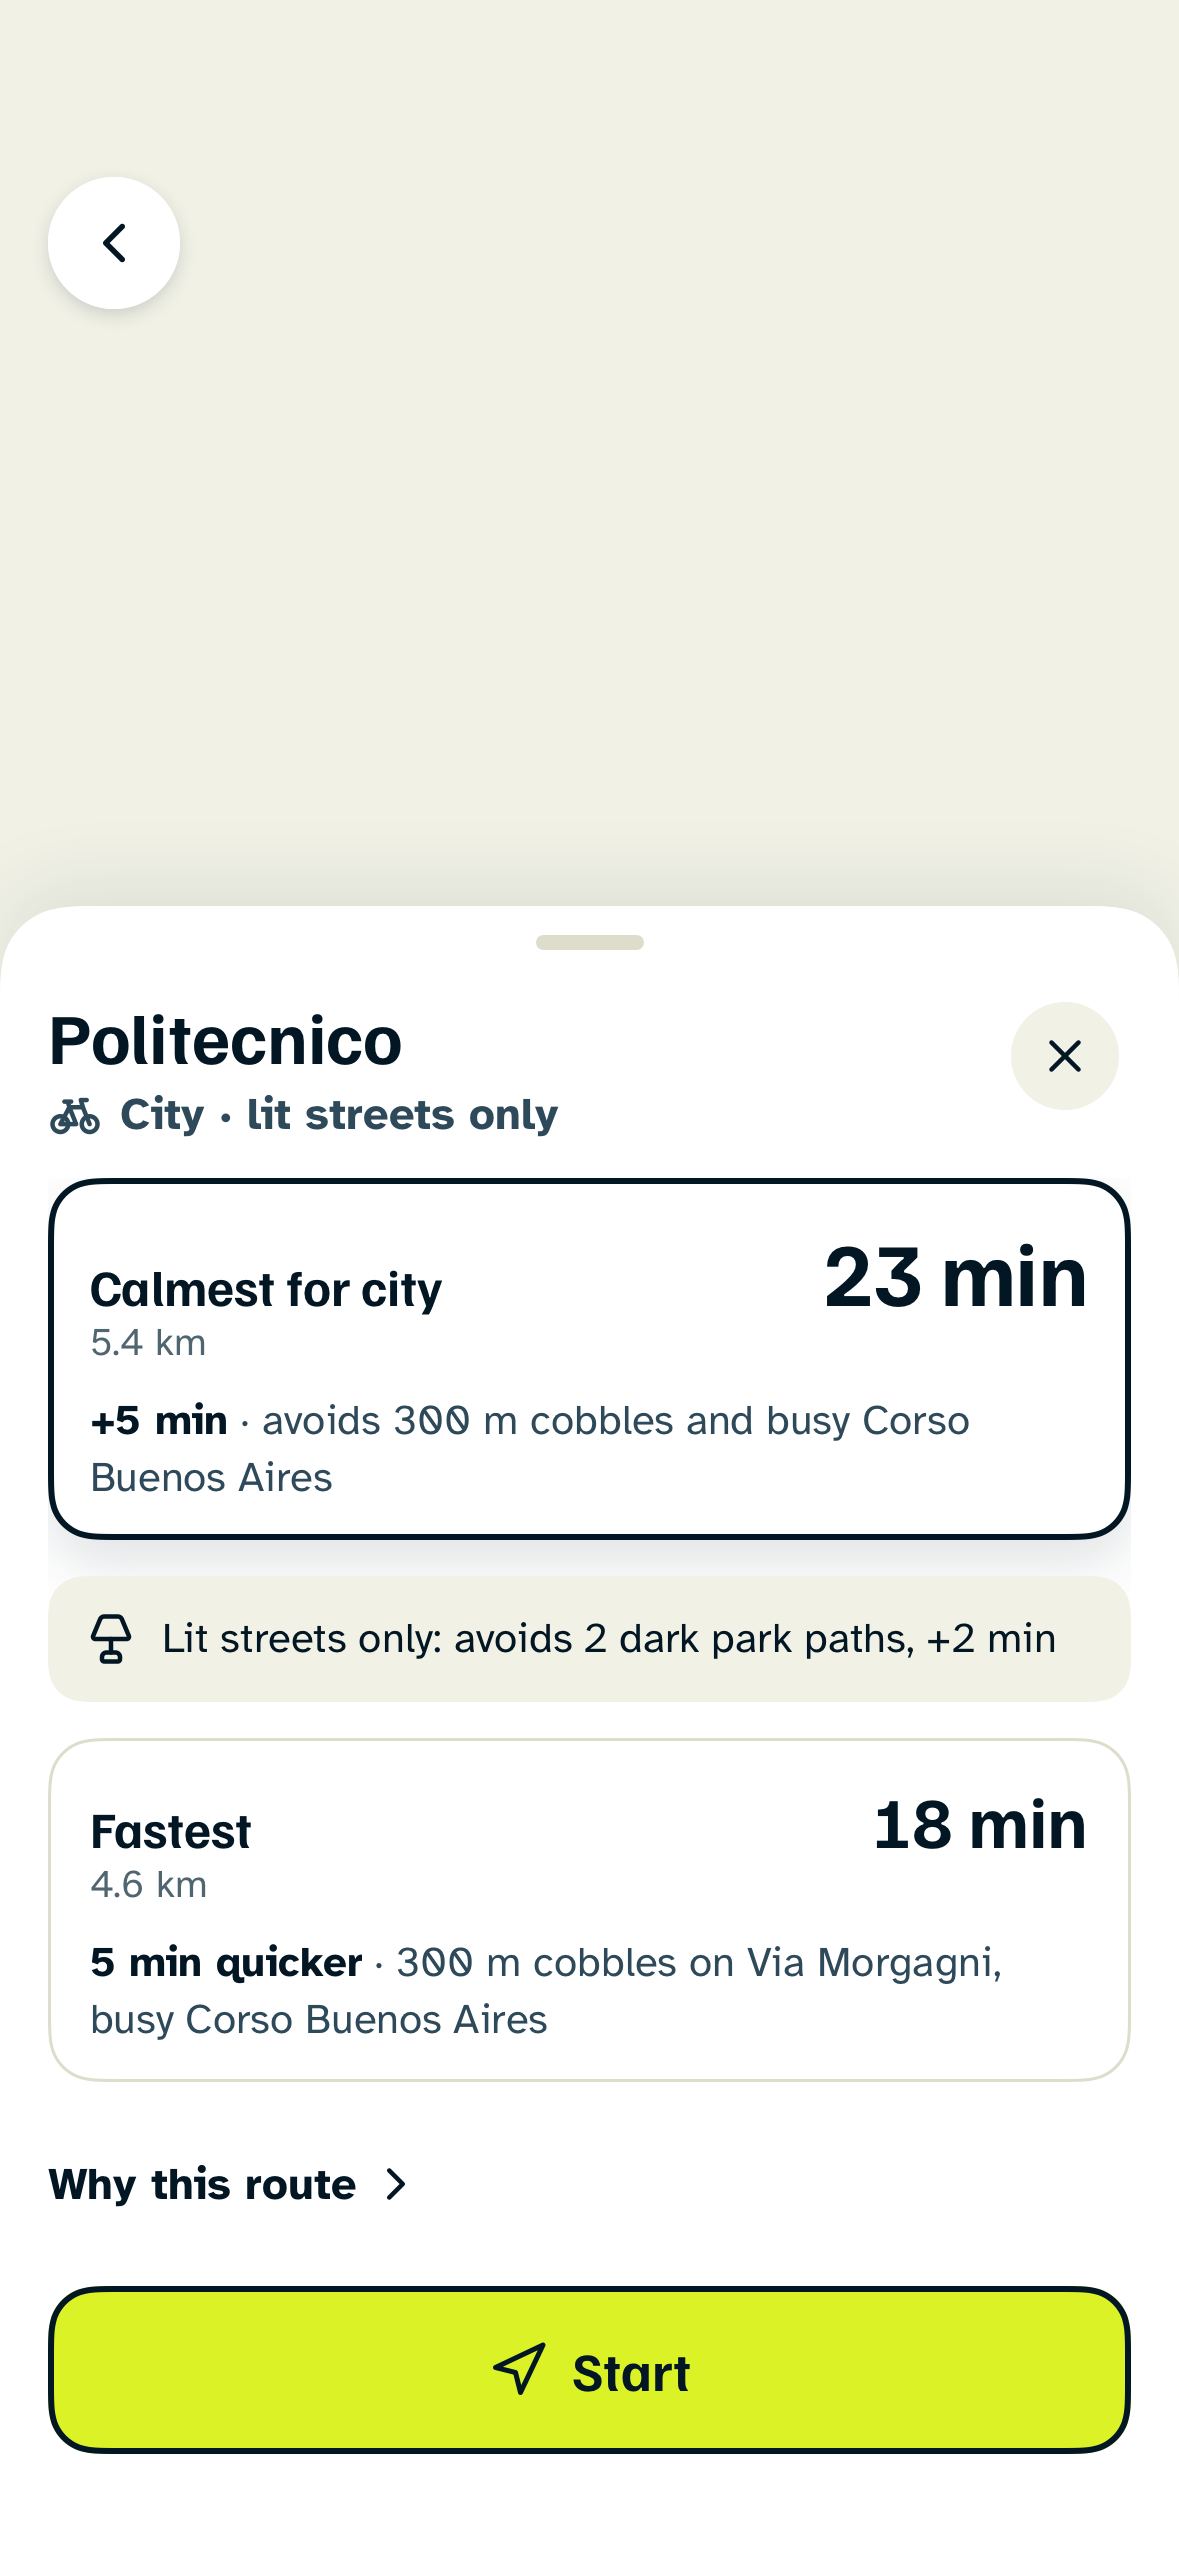 Politecnico
City · lit streets only
Calmest for city
23 min
5.4 km
+5 min · avoids 300 m cobbles and busy Corso
Buenos Aires
Lit streets only: avoids 2 dark park paths, +2 min
Fastest
18 min
4.6 km
5 min quicker · 300 m cobbles on Via Morgagni,
busy Corso Buenos Aires
Why this route
Start